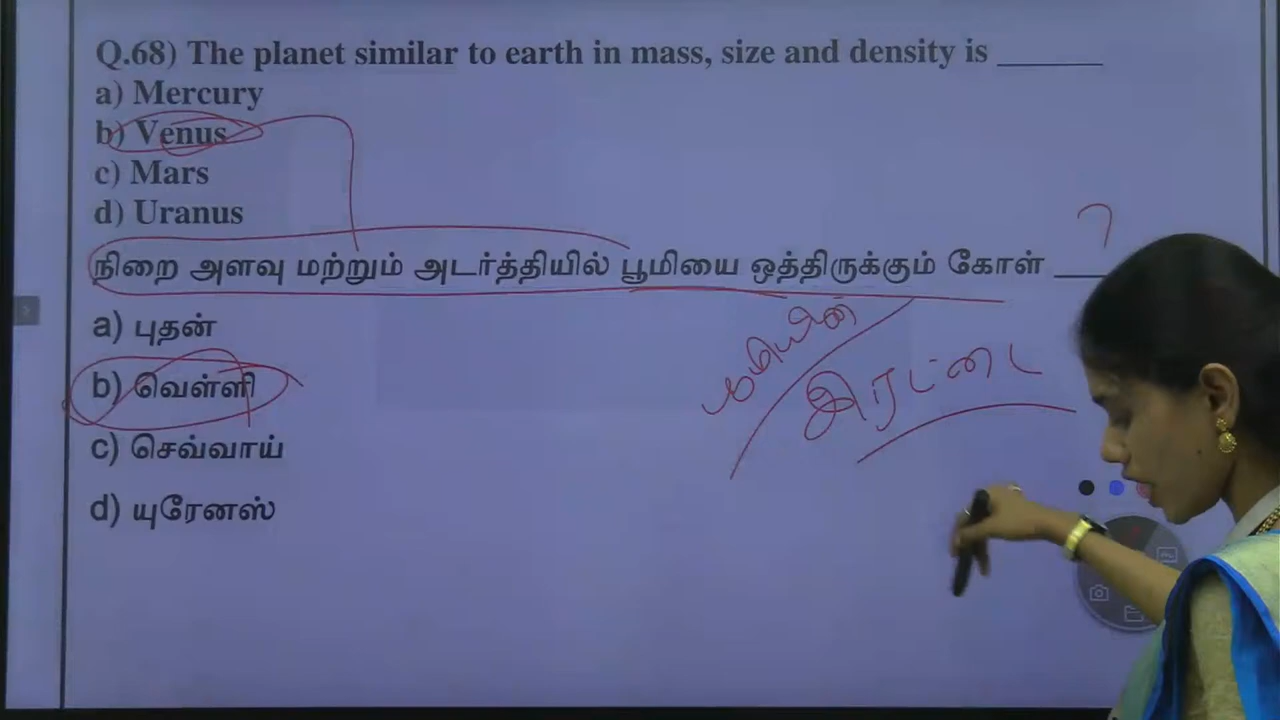 Q.68) The planet similar to earth in mass, size and density is ______
a) Mercury
b) Venus
c) Mars
d) Uranus
நிறை அளவு மற்றும் அடர்த்தியில் பூமியை ஒத்திருக்கும் கோள் ___
?
a) புதன்
b) வெள்ளி
c) செவ்வாய்
d) யுரேனஸ்
இரட்டை